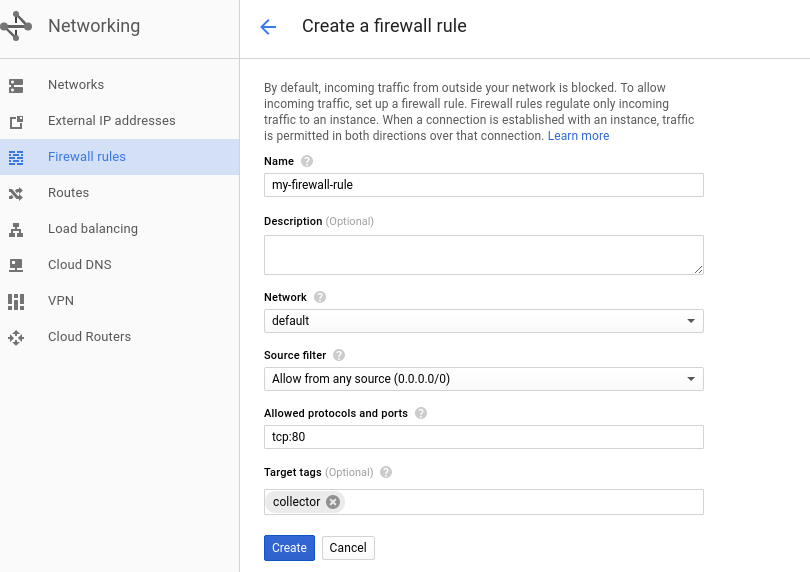 Networking
Create a firewall rule
Networks
External IP addresses
Firewall rules
Routes
Load balancing
Cloud DNS
VPN
Cloud Routers
By default, incoming traffic from outside your network is blocked. To allow
incoming traffic, set up a firewall rule. Firewall rules regulate only incoming
traffic to an instance. When a connection is established with an instance, traffic
is permitted in both directions over that connection. Learn more
Name ?
my-firewall-rule
Description (Optional)
Network ?
default
Source filter ?
Allow from any source (0.0.0.0/0)
Allowed protocols and ports ?
tcp:80
Target tags (Optional) ?
collector
Create Cancel